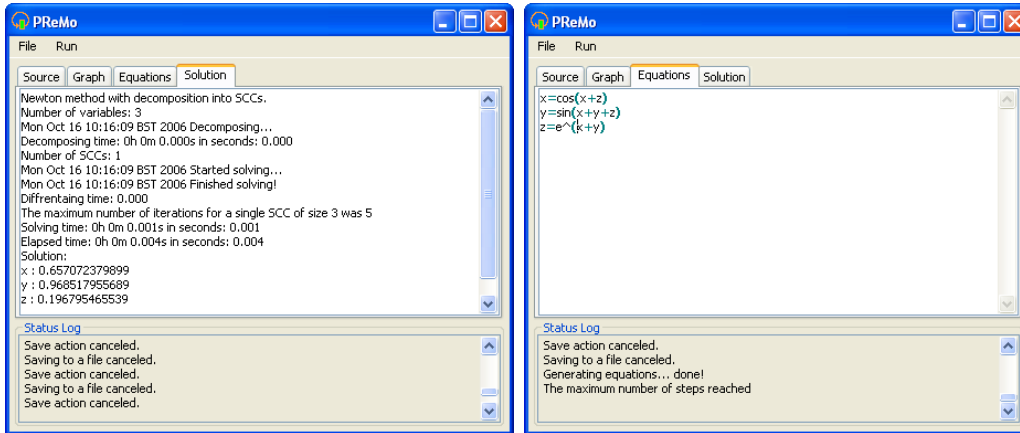 PReMo
File Run
Source Graph Equations Solution
Newton method with decomposition into SCCs.
Number of variables: 3
Mon Oct 16 10:16:09 BST 2006 Decomposing...
Decomposing time: 0h 0m 0.000s in seconds: 0.000
Number of SCCs: 1
Mon Oct 16 10:16:09 BST 2006 Started solving...
Mon Oct 16 10:16:09 BST 2006 Finished solving!
Diffrentaing time: 0.000
The maximum number of iterations for a single SCC of size 3 was 5
Solving time: 0h 0m 0.001s in seconds: 0.001
Elapsed time: 0h 0m 0.004s in seconds: 0.004
Solution:
x : 0.657072379899
y : 0.968517955689
z : 0.196795465539
Status Log
Save action canceled.
Saving to a file canceled.
Save action canceled.
Saving to a file canceled.
Save action canceled.
PReMo
File Run
Source Graph Equations Solution
x=cos(x+z)
y=sin(x+y+z)
z=e^(x+y)
Status Log
Save action canceled.
Saving to a file canceled.
Generating equations... done!
The maximum number of steps reached